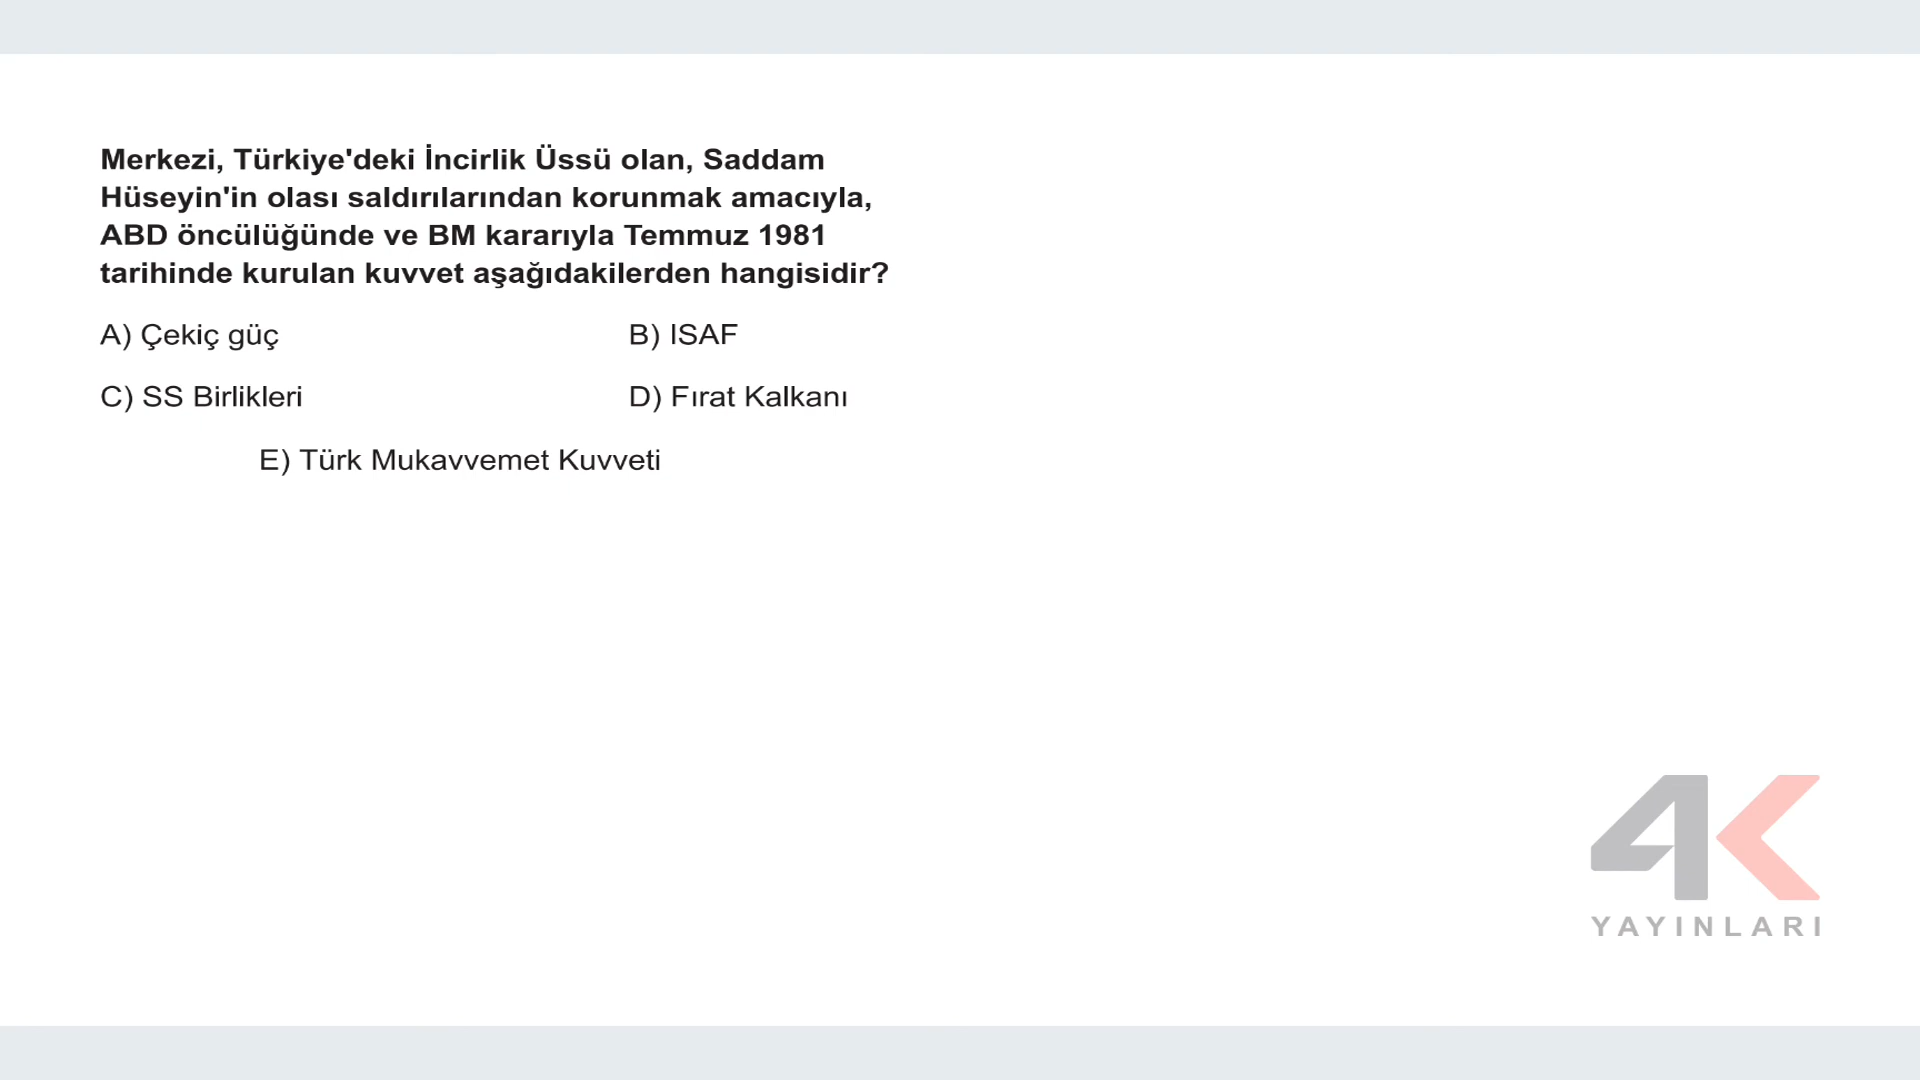 Merkezi, Türkiye'deki İncirlik Üssü olan, Saddam
Hüseyin'in olası saldırılarından korunmak amacıyla,
ABD öncülüğünde ve BM kararıyla Temmuz 1981
tarihinde kurulan kuvvet aşağıdakilerden hangisidir?
A) Çekiç güç B) ISAF
C) SS Birlikleri D) Fırat Kalkanı
E) Türk Mukavvemet Kuvveti
4K
YAYINLARI